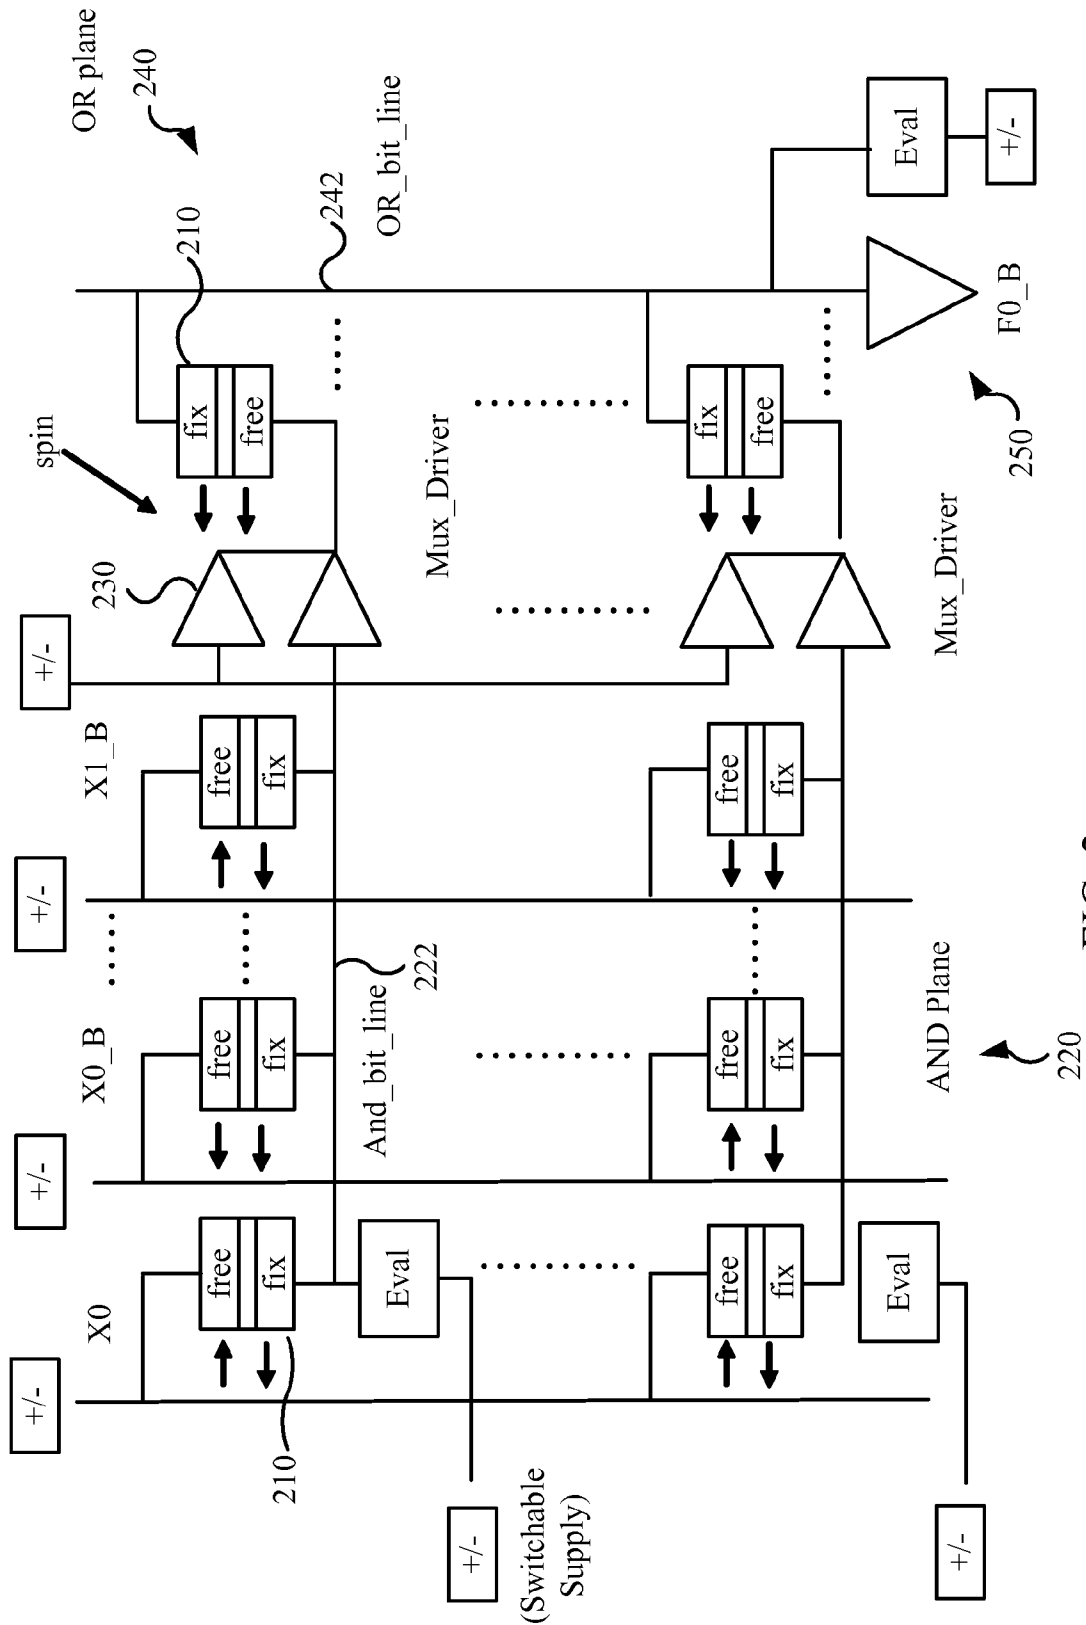 +/-
+/-
+/-
+/-
spin
OR plane
X0
X0_B
X1_B
230
240
210
free
free
free
fix
fix
fix
fix
free
210
242
And_bit_line
OR_bit_line
Eval
222
Mux_Driver
+/-
(Switchable
Supply)
free
free
free
fix
fix
fix
fix
free
Eval
Eval
AND Plane
Mux_Driver
+/-
F0_B
+/-
250
220
FIG.